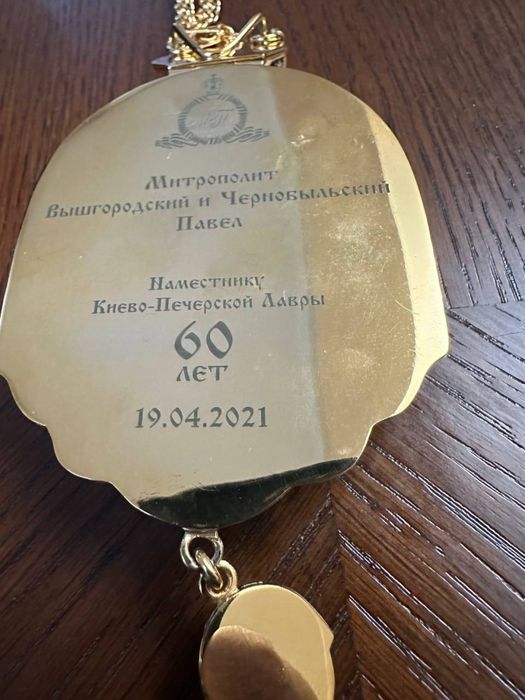 Митрополит
Вышгородский и Чернобыльский
Павел
Наместнику
Киево-Печерской Лавры
60
лет
19.04.2021